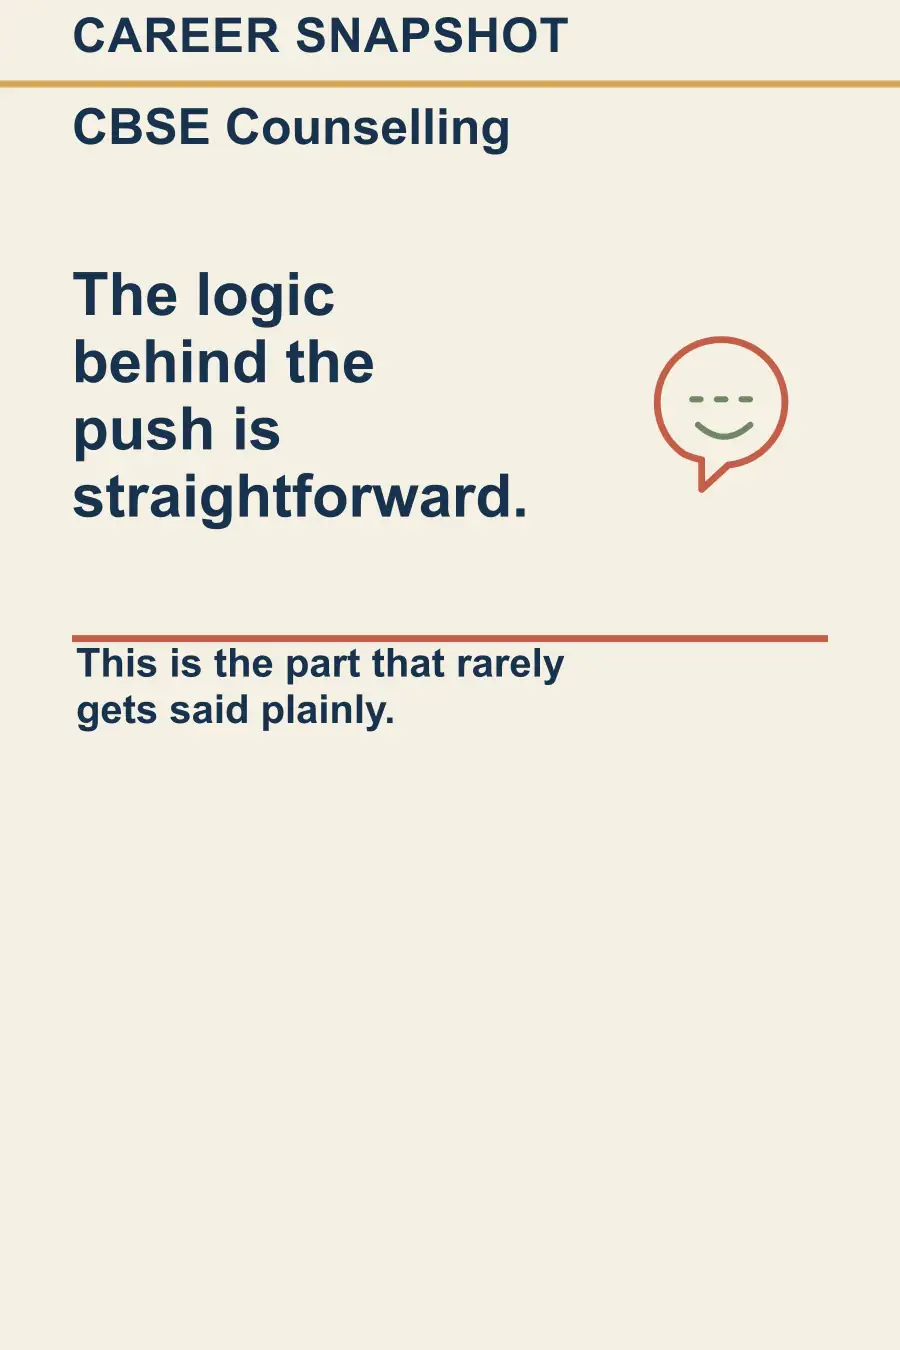 CAREER SNAPSHOT
CBSE Counselling
The logic
behind the
push is
straightforward.
This is the part that rarely
gets said plainly.